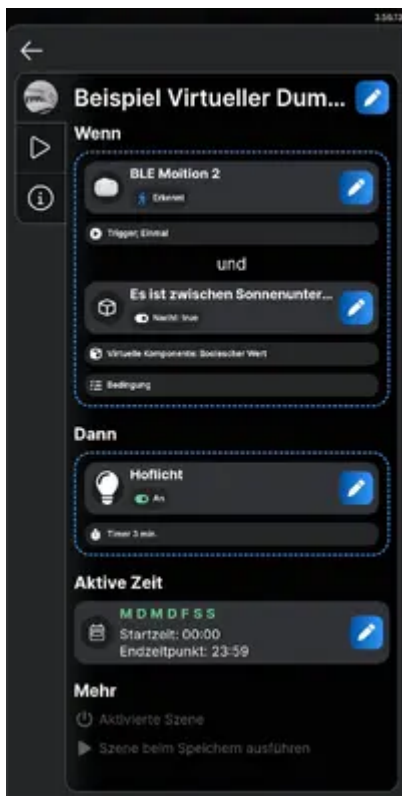 Beispiel Virtueller Dum...
Wenn
BLE Moition 2
Erkennt
Trigger, Einmal
und
Es ist zwischen Sonnenunter...
Nacht: true
Virtuelle Komponente: Boolescher Wert
Bedingung
Dann
Hoflicht
An
Timer 3 min.
Aktive Zeit
M D M D F S S
Startzeit: 00:00
Endzeitpunkt: 23:59
Mehr
Aktivierte Szene
Szene beim Speichern ausführen